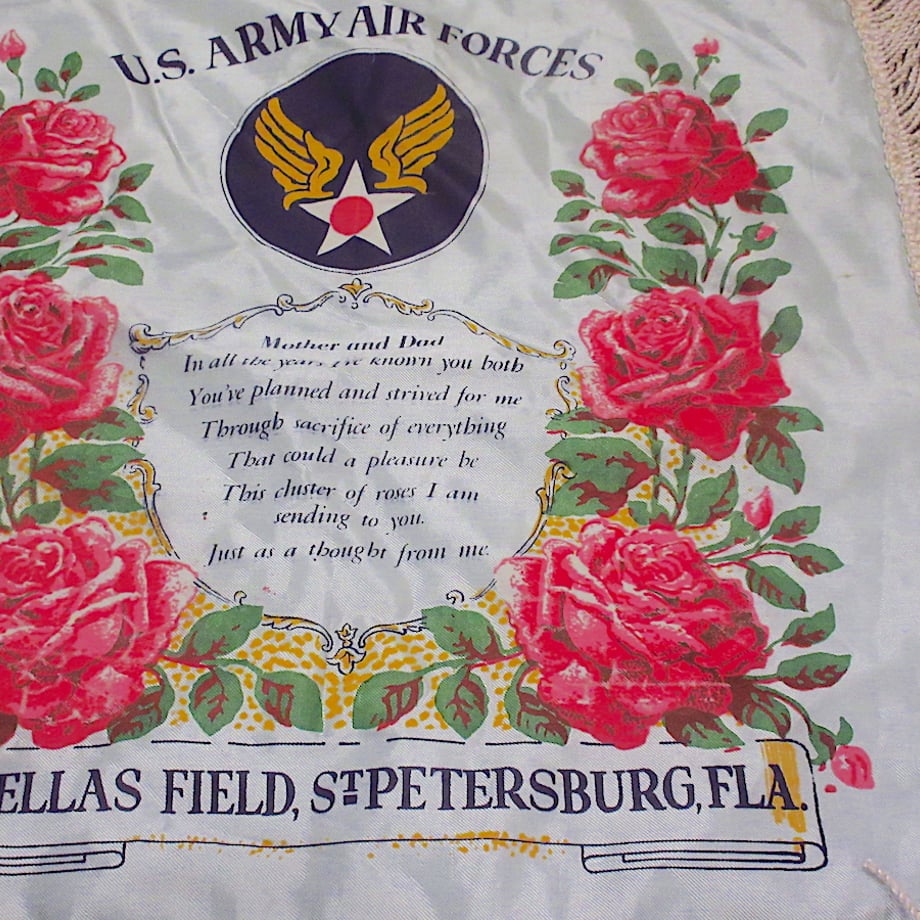 U.S. ARMY AIR FORCES
Mother and Dad
In all the years I've known you both
You've planned and strived for me
Through sacrifice of everything
That could a pleasure be
This cluster of roses I am
sending to you.
Just as a thought from me.
ELLAS FIELD, ST PETERSBURG, FLA.